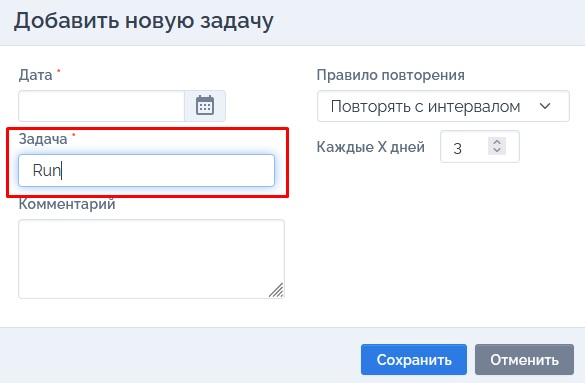 Добавить новую задачу
Дата *
Правило повторения
Повторять с интервалом
Задача *
Каждые X дней
3
Run
Комментарий
Сохранить
Отменить